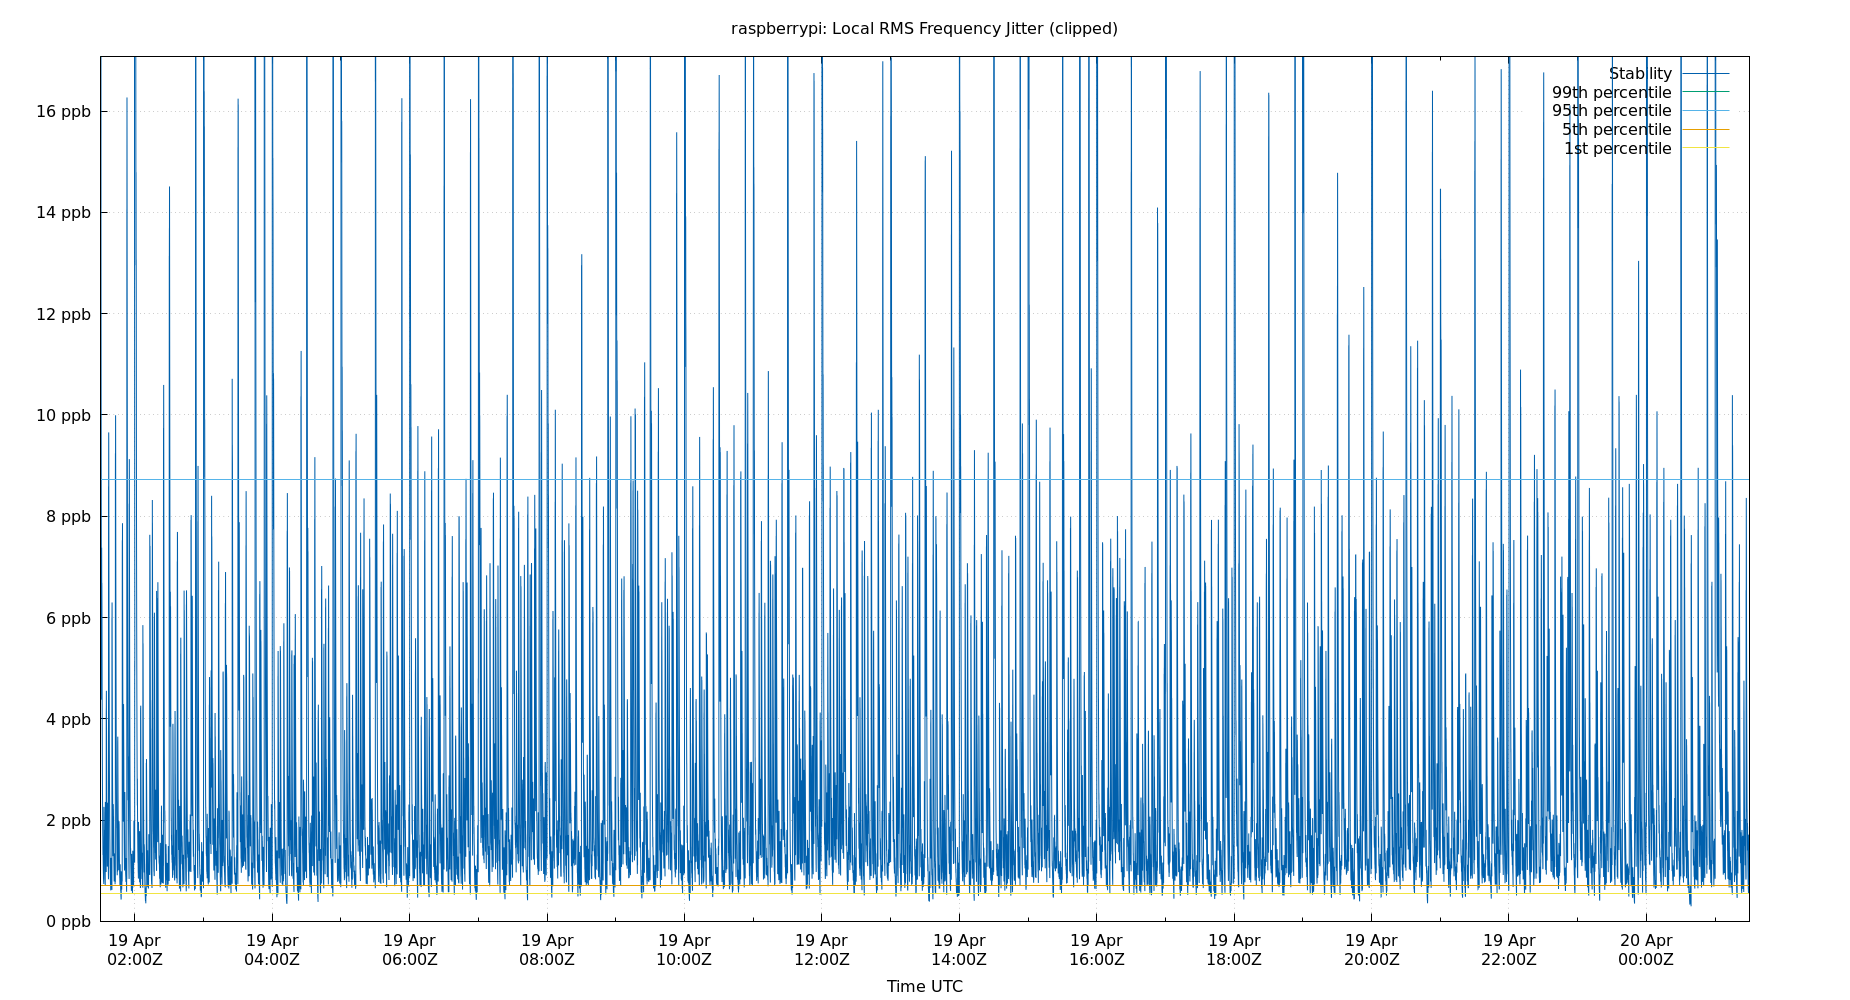 raspberrypi: Local RMS Frequency Jitter (clipped)
Stability
99th percentile
95th percentile
5th percentile
1st percentile
16 ppb
14 ppb
12 ppb
10 ppb
8 ppb
6 ppb
4 ppb
2 ppb
0 ppb
19 Apr 19 Apr 19 Apr 19 Apr 19 Apr 19 Apr 19 Apr 19 Apr 19 Apr 19 Apr 19 Apr 20 Apr
02:00Z 04:00Z 06:00Z 08:00Z 10:00Z 12:00Z 14:00Z 16:00Z 18:00Z 20:00Z 22:00Z 00:00Z
Time UTC